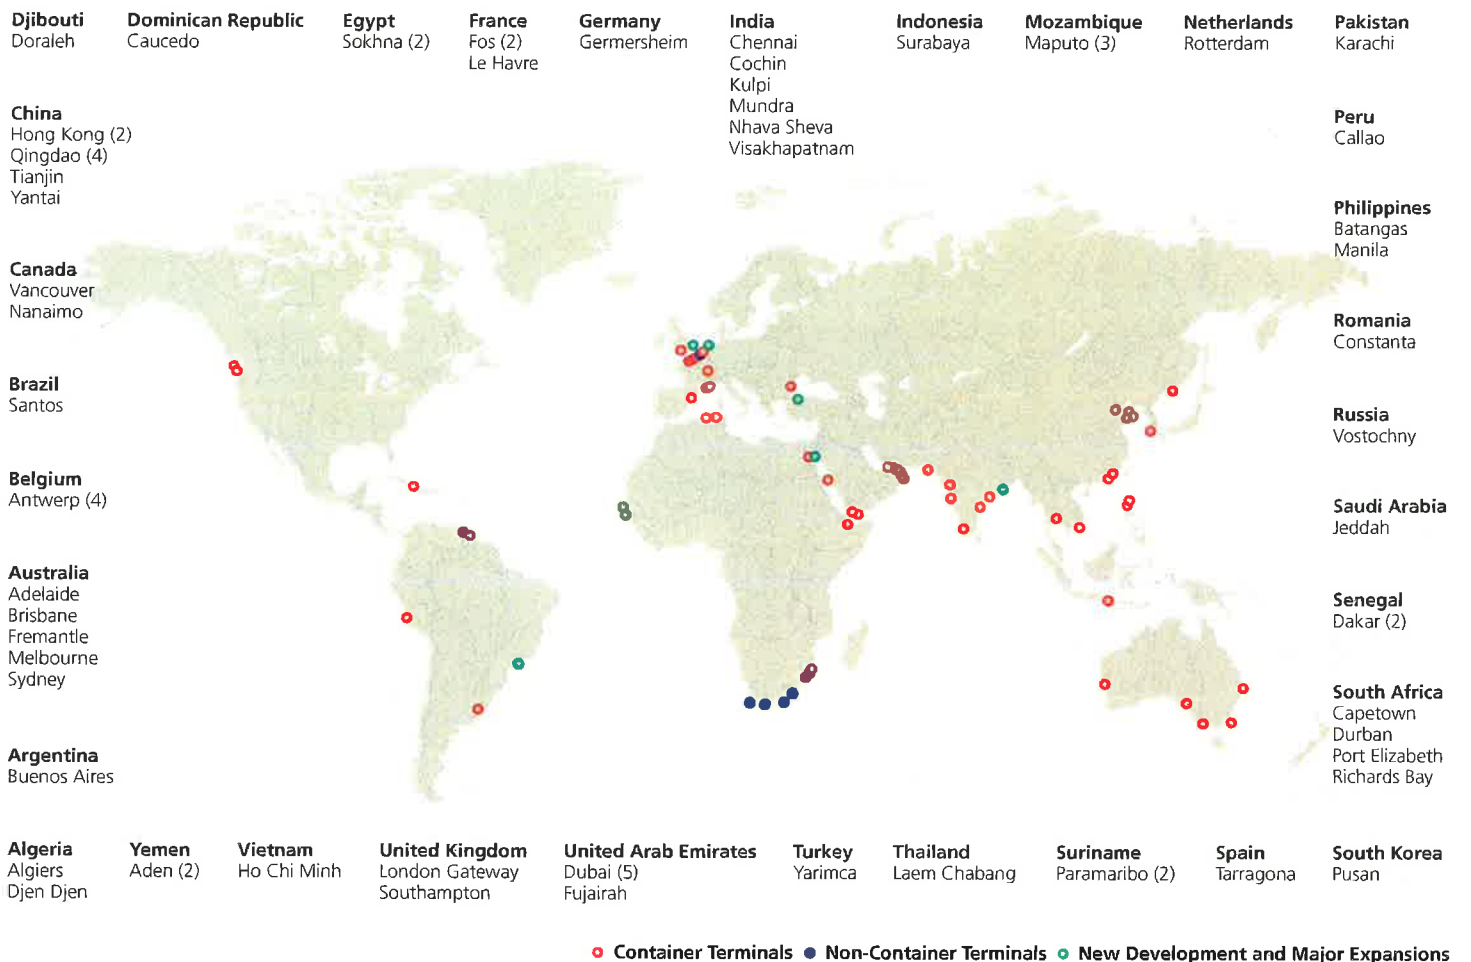 Djibouti
Doraleh
Dominican Republic
Caucedo
Egypt
Sokhna (2)
France
Fos (2)
Le Havre
Germany
Germersheim
India
Chennai
Cochin
Kulpi
Mundra
Nhava Sheva
Visakhapatnam
Indonesia
Surabaya
Mozambique
Maputo (3)
Netherlands
Rotterdam
Pakistan
Karachi
China
Hong Kong (2)
Qingdao (4)
Tianjin
Yantai
Canada
Vancouver
Nanaimo
Brazil
Santos
Belgium
Antwerp (4)
Australia
Adelaide
Brisbane
Fremantle
Melbourne
Sydney
Argentina
Buenos Aires
Peru
Callao
Philippines
Batangas
Manila
Romania
Constanta
Russia
Vostochny
Saudi Arabia
Jeddah
Senegal
Dakar (2)
South Africa
Capetown
Durban
Port Elizabeth
Richards Bay
Algeria
Algiers
Djen Djen
Yemen
Aden (2)
Vietnam
Ho Chi Minh
United Kingdom
London Gateway
Southampton
United Arab Emirates
Dubai (5)
Fujairah
Turkey
Yarimca
Thailand
Laem Chabang
Suriname
Paramaribo (2)
Spain
Tarragona
South Korea
Pusan
Container Terminals
Non-Container Terminals
New Development and Major Expansions